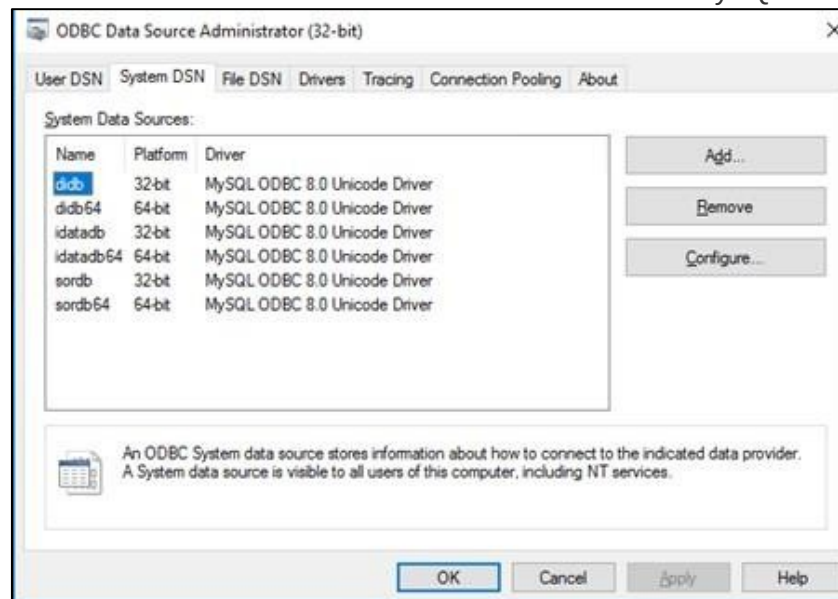 ODBC Data Source Administrator (32-bit)
User DSN System DSN File DSN Drivers Tracing Connection Pooling About
System Data Sources:
Name Platform Driver
didb 32-bit MySQL ODBC 8.0 Unicode Driver
didb64 64-bit MySQL ODBC 8.0 Unicode Driver
idatadb 32-bit MySQL ODBC 8.0 Unicode Driver
idatadb64 64-bit MySQL ODBC 8.0 Unicode Driver
sordb 32-bit MySQL ODBC 8.0 Unicode Driver
sordb64 64-bit MySQL ODBC 8.0 Unicode Driver
Add...
Remove
Configure...
An ODBC System data source stores information about how to connect to the indicated data provider.
A System data source is visible to all users of this computer, including NT services.
OK Cancel Apply Help